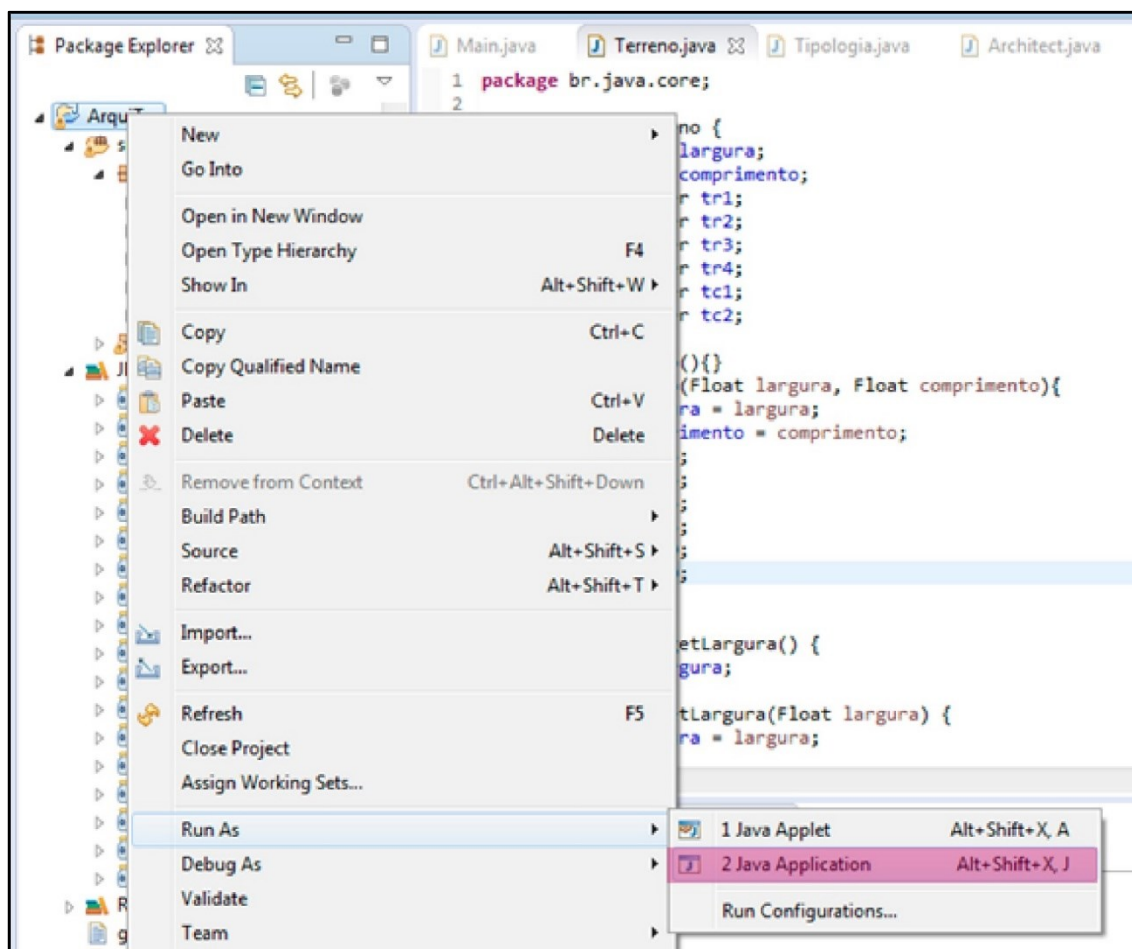 Package Explorer
Main.java
Terreno.java
Tipologia.java
Architect.java
1 package br.java.core;
2
no {
largura;
comprimento;
r tr1;
r tr2;
r tr3;
r tr4;
r tc1;
r tc2;
(){}
(Float largura, Float comprimento){
ra = largura;
imento = comprimento;
;
;
;
;
;
;
etLargura() {
gura;
tLargura(Float largura) {
ra = largura;
New
Go Into
Open in New Window
Open Type Hierarchy F4
Show In Alt+Shift+W
Copy Ctrl+C
Copy Qualified Name
Paste Ctrl+V
Delete Delete
Remove from Context Ctrl+Alt+Shift+Down
Build Path
Source Alt+Shift+S
Refactor Alt+Shift+T
Import...
Export...
Refresh F5
Close Project
Assign Working Sets...
Run As
Debug As
Validate
Team
1 Java Applet Alt+Shift+X, A
2 Java Application Alt+Shift+X, J
Run Configurations...